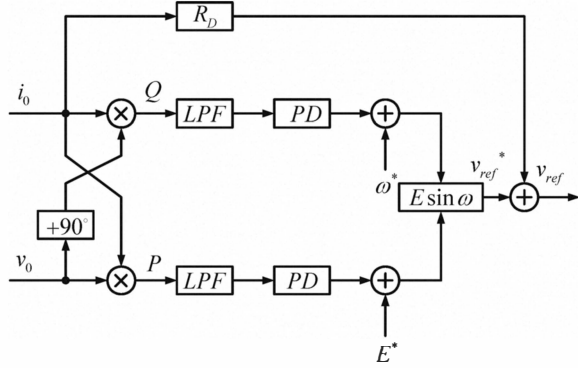 R_D
i_0
Q
LPF
PD
ω*
E sin ω
v_ref*
v_ref
+90°
v_0
P
LPF
PD
E*